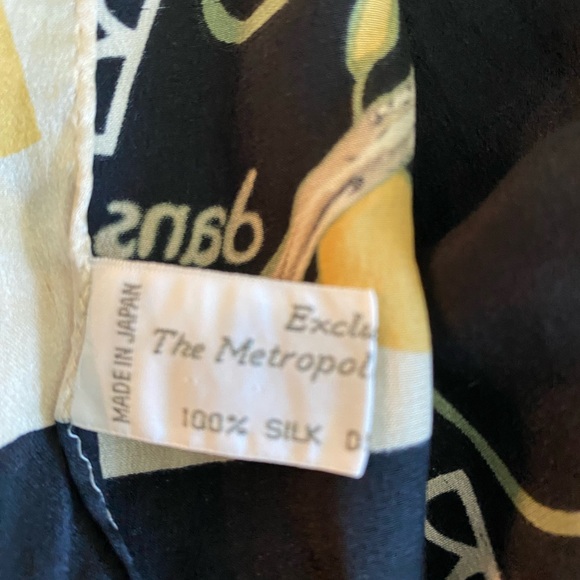 dans
MADE IN JAPAN
Exclu
The Metropol
100% SILK D